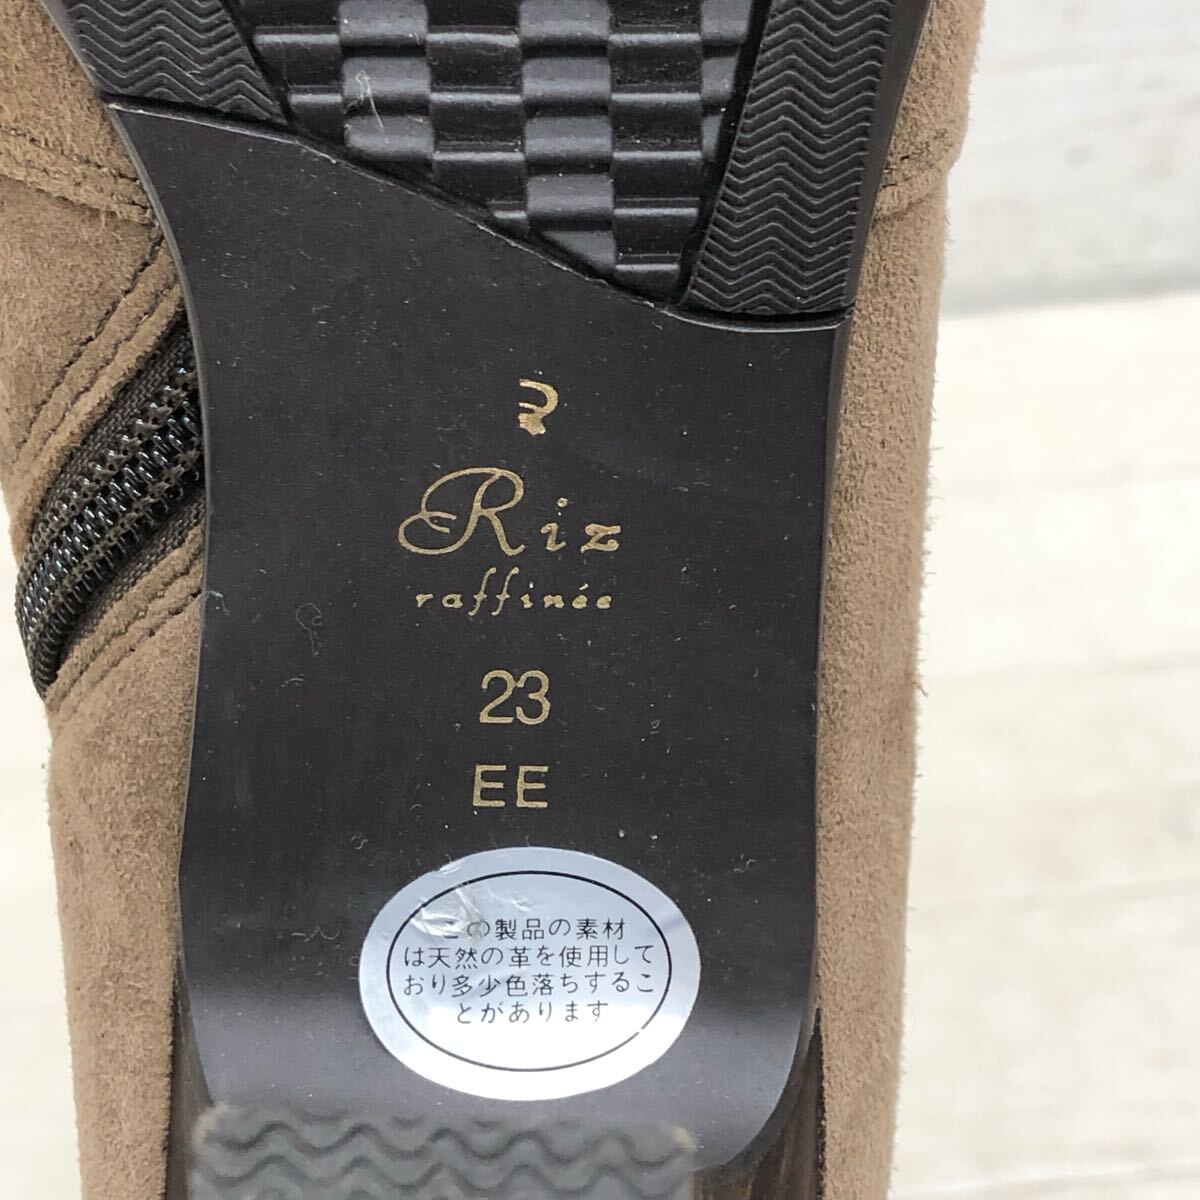 Riz
raffinée
23
EE
この製品の素材
は天然の革を使用して
おり多少色落ちするこ
とがあります